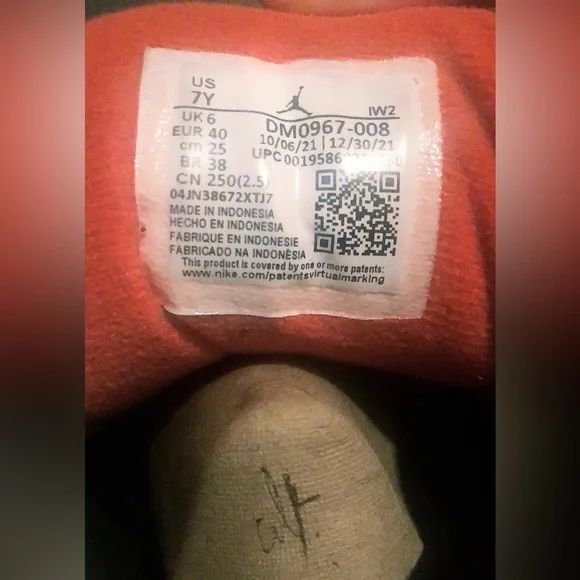 US
7Y
UK 6
EUR 40
cm 25
BR 38
CN 250(2.5)
04JN38672XTJ7
IW2
DM0967-008
10/06/21 | 12/30/21
MADE IN INDONESIA
HECHO EN INDONESIA
FABRIQUE EN INDONESIE
FABRICADO NA INDONÈSIA
This product is covered by one or more patents:
www.nike.com/patentsvirtualmarking